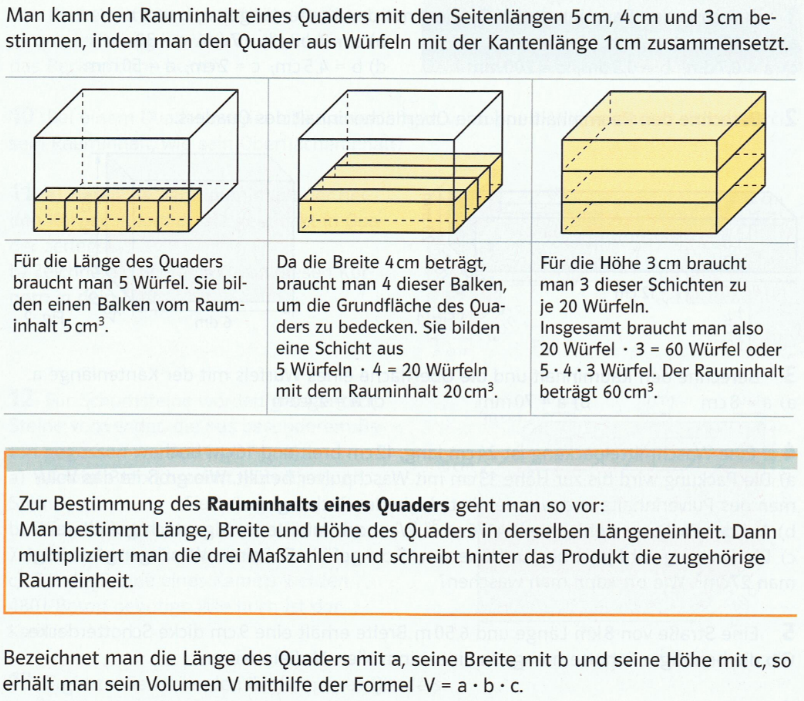 Man kann den Rauminhalt eines Quaders mit den Seitenlängen 5 cm, 4 cm und 3 cm be-
stimmen, indem man den Quader aus Würfeln mit der Kantenlänge 1 cm zusammensetzt.
Für die Länge des Quaders
braucht man 5 Würfel. Sie bil-
den einen Balken vom Raum-
inhalt 5 cm³.
Da die Breite 4 cm beträgt,
braucht man 4 dieser Balken,
um die Grundfläche des Qua-
ders zu bedecken. Sie bilden
eine Schicht aus
5 Würfeln · 4 = 20 Würfeln
mit dem Rauminhalt 20 cm³.
Für die Höhe 3 cm braucht
man 3 dieser Schichten zu
je 20 Würfeln.
Insgesamt braucht man also
20 Würfel · 3 = 60 Würfel oder
5 · 4 · 3 Würfel. Der Rauminhalt
beträgt 60 cm³.
Zur Bestimmung des Rauminhalts eines Quaders geht man so vor:
Man bestimmt Länge, Breite und Höhe des Quaders in derselben Längeneinheit. Dann
multipliziert man die drei Maßzahlen und schreibt hinter das Produkt die zugehörige
Raumeinheit.
Bezeichnet man die Länge des Quaders mit a, seine Breite mit b und seine Höhe mit c, so
erhält man sein Volumen V mithilfe der Formel V = a · b · c.